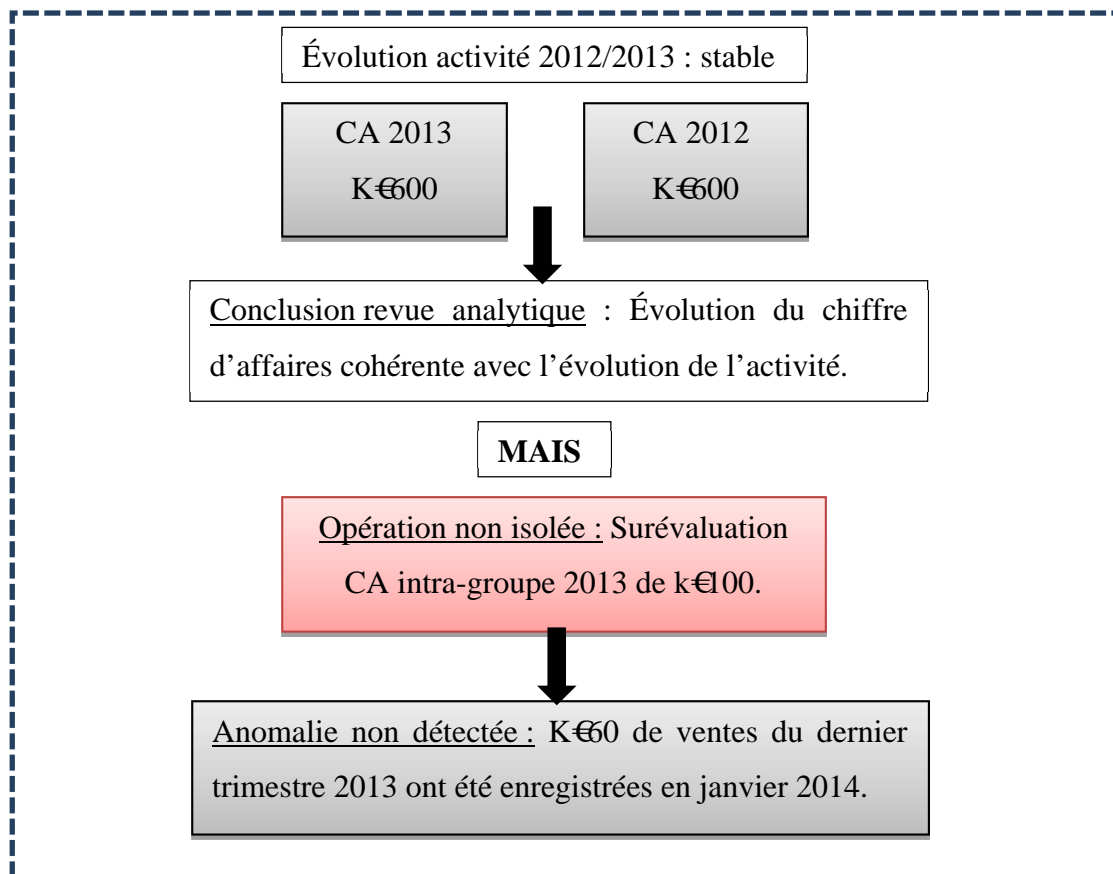 Évolution activité 2012/2013 : stable
CA 2013
K€600
CA 2012
K€600
Conclusion revue analytique : Évolution du chiffre
d’affaires cohérente avec l’évolution de l’activité.
MAIS
Opération non isolée : Surévaluation
CA intra-groupe 2013 de k€100.
Anomalie non détectée : K€60 de ventes du dernier
trimestre 2013 ont été enregistrées en janvier 2014.